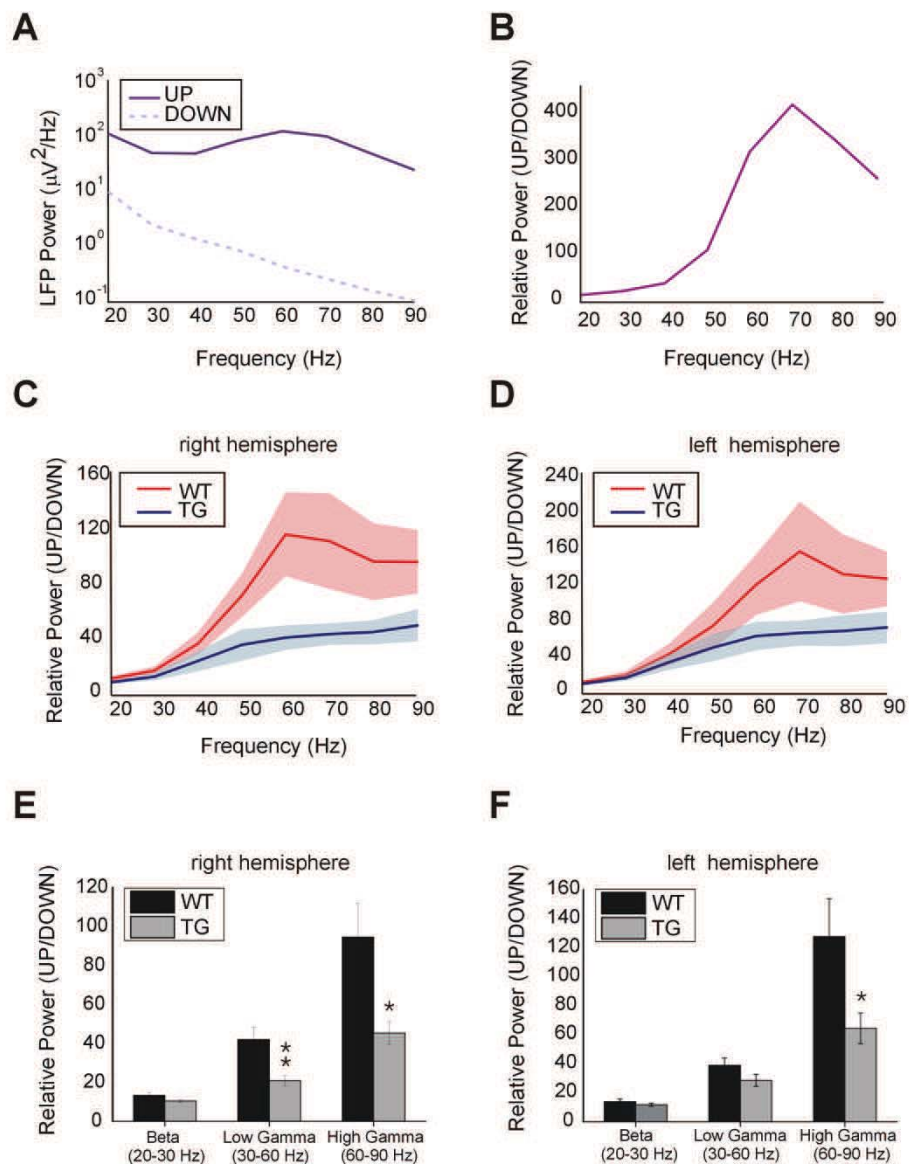 A
LFP Power (μV²/Hz)
10³
10²
10¹
10⁰
10⁻¹
UP
DOWN
20 30 40 50 60 70 80 90
Frequency (Hz)
B
Relative Power (UP/DOWN)
400
300
200
100
0
20 30 40 50 60 70 80 90
Frequency (Hz)
C
right hemisphere
Relative Power (UP/DOWN)
160
120
80
40
0
WT
TG
20 30 40 50 60 70 80 90
Frequency (Hz)
D
left hemisphere
Relative Power (UP/DOWN)
240
200
160
120
80
40
0
WT
TG
20 30 40 50 60 70 80 90
Frequency (Hz)
E
right hemisphere
Relative Power (UP/DOWN)
120
100
80
60
40
20
0
WT
TG
*
*
*
Beta Low Gamma High Gamma
(20-30 Hz) (30-60 Hz) (60-90 Hz)
F
left hemisphere
Relative Power (UP/DOWN)
160
140
120
100
80
60
40
20
0
WT
TG
*
Beta Low Gamma High Gamma
(20-30 Hz) (30-60 Hz) (60-90 Hz)